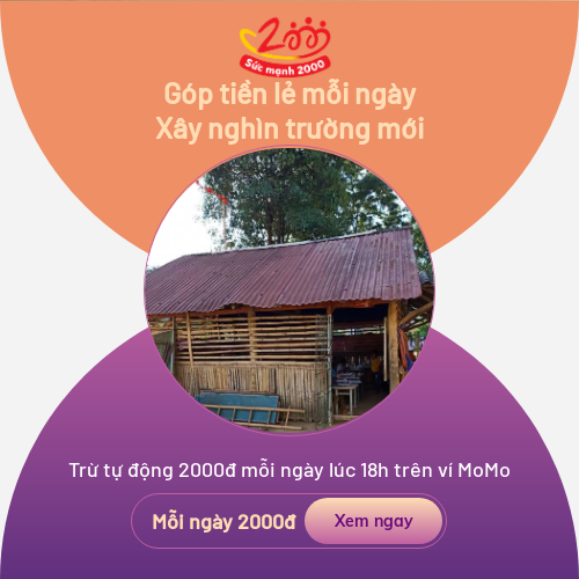 2000
Sức mạnh 2000
Góp tiền lẻ mỗi ngày
Xây nghìn trường mới
Trừ tự động 2000đ mỗi ngày lúc 18h trên ví MoMo
Mỗi ngày 2000đ
Xem ngay